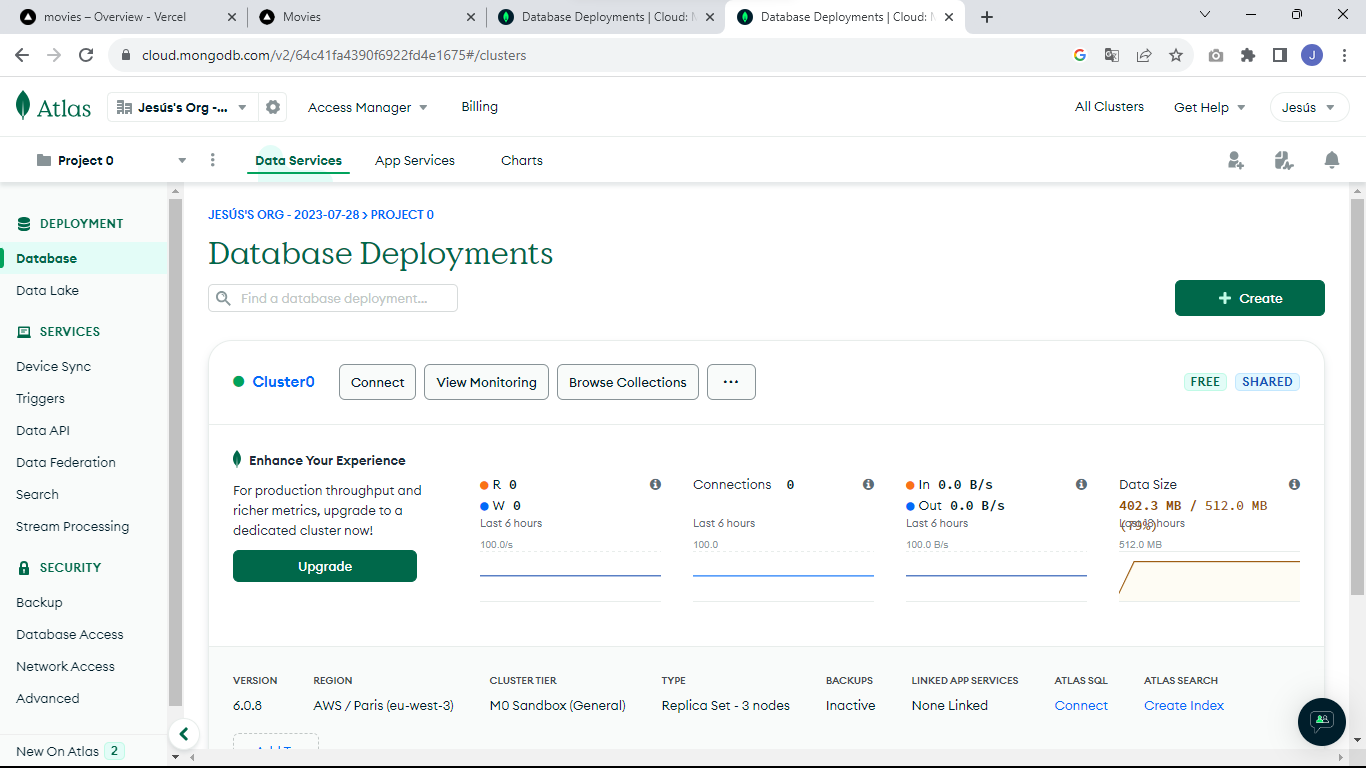 movies – Overview - Vercel
Movies
Database Deployments | Cloud: M
Database Deployments | Cloud: M
cloud.mongodb.com/v2/64c41fa4390f6922fd4e1675#/clusters
J
Atlas
Jesús's Org -...
Access Manager
Billing
All Clusters
Get Help
Jesús
Project 0
Data Services
App Services
Charts
DEPLOYMENT
Database
Data Lake
SERVICES
Device Sync
Triggers
Data API
Data Federation
Search
Stream Processing
SECURITY
Backup
Database Access
Network Access
Advanced
New On Atlas 2
JESÚS'S ORG - 2023-07-28 > PROJECT 0
Database Deployments
Find a database deployment...
+ Create
Cluster0
Connect
View Monitoring
Browse Collections
...
FREE
SHARED
Enhance Your Experience
For production throughput and
richer metrics, upgrade to a
dedicated cluster now!
Upgrade
R 0
W 0
Last 6 hours
100.0/s
Connections 0
Last 6 hours
100.0
In 0.0 B/s
Out 0.0 B/s
Last 6 hours
100.0 B/s
Data Size
402.3 MB / 512.0 MB
(79%)
hours
512.0 MB
VERSION
6.0.8
REGION
AWS / Paris (eu-west-3)
CLUSTER TIER
M0 Sandbox (General)
TYPE
Replica Set - 3 nodes
BACKUPS
Inactive
LINKED APP SERVICES
None Linked
ATLAS SQL
Connect
ATLAS SEARCH
Create Index